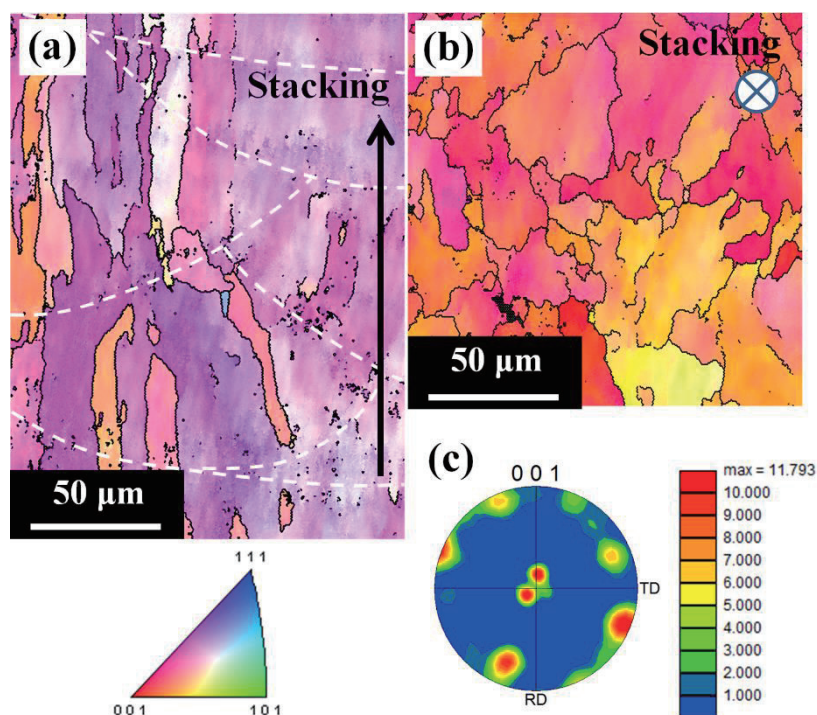 (a)
Stacking
50 μm
(b)
Stacking
50 μm
1 1 1
0 0 1
1 0 1
(c)
0 0 1
TD
RD
max = 11.793
10.000
9.000
8.000
7.000
6.000
5.000
4.000
3.000
2.000
1.000